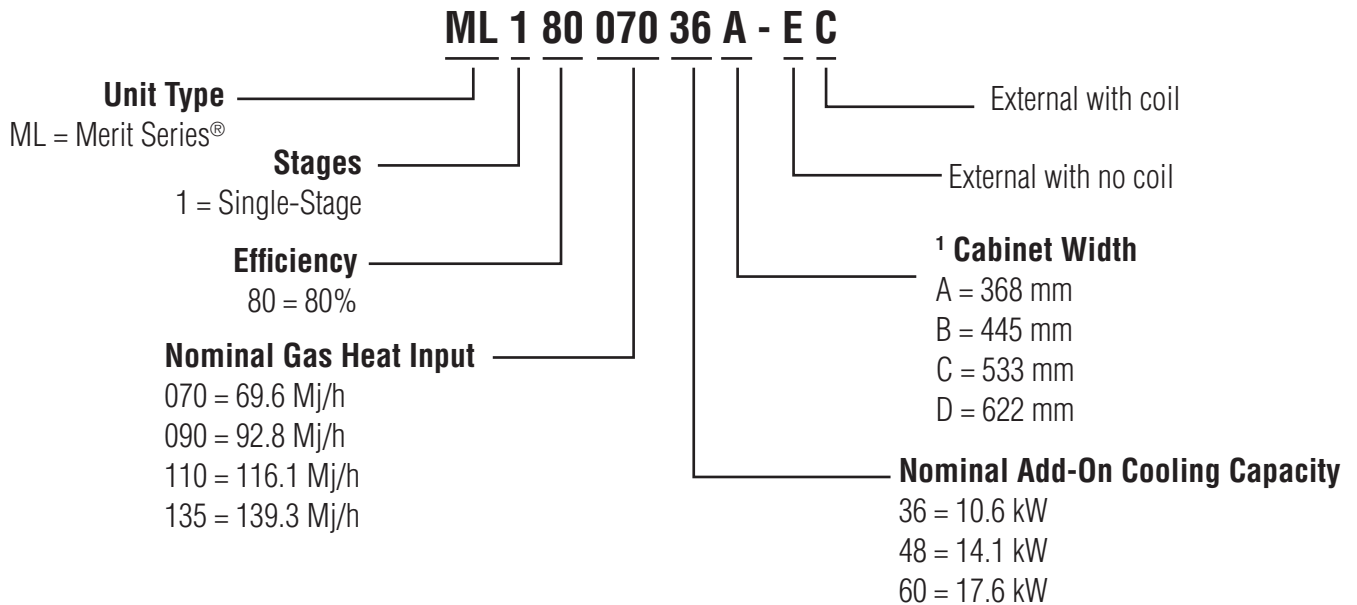 ML 1 80 070 36 A - E C
Unit Type
ML = Merit Series®
Stages
1 = Single-Stage
Efficiency
80 = 80%
Nominal Gas Heat Input
070 = 69.6 Mj/h
090 = 92.8 Mj/h
110 = 116.1 Mj/h
135 = 139.3 Mj/h
External with coil
External with no coil
¹ Cabinet Width
A = 368 mm
B = 445 mm
C = 533 mm
D = 622 mm
Nominal Add-On Cooling Capacity
36 = 10.6 kW
48 = 14.1 kW
60 = 17.6 kW